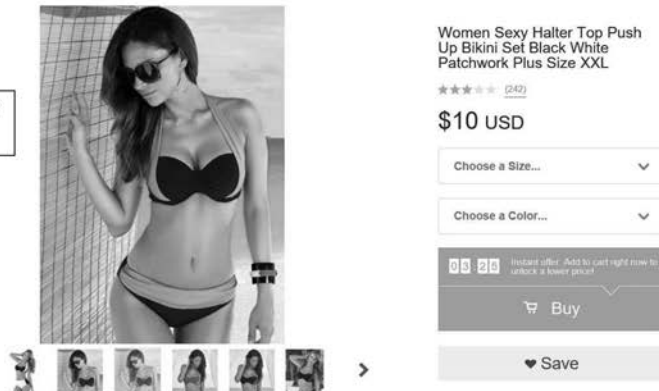 Women Sexy Halter Top Push
Up Bikini Set Black White
Patchwork Plus Size XXL
(242)
$10 USD
Choose a Size...
Choose a Color...
03:25 Instant offer: Add to cart right now to
unlock a lower price!
Buy
Save